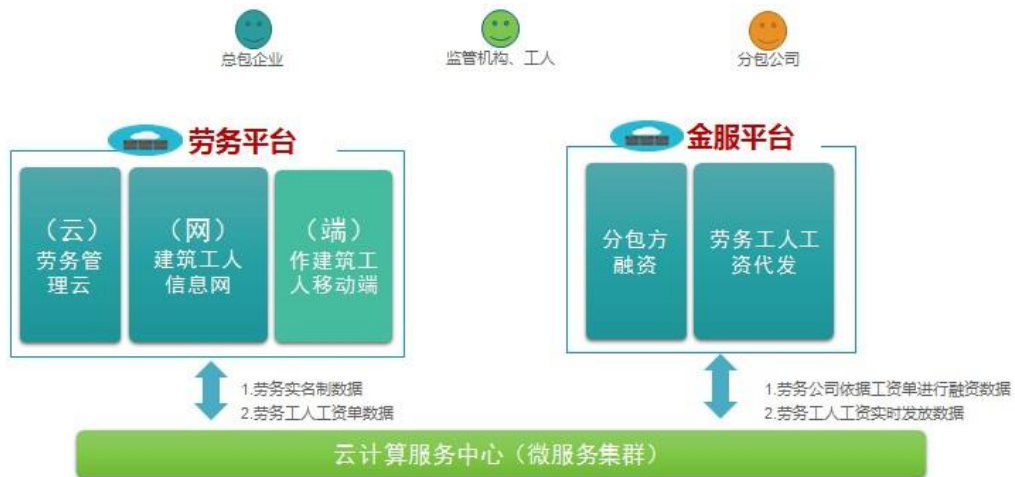 总包企业
监管机构、工人
分包公司
劳务平台
金服平台
（云）
劳务管
理云
（网）
建筑工人
信息网
（端）
作建筑工
人移动端
分包方
融资
劳务工人工
资代发
1.劳务实名制数据
2.劳务工人工资单数据
1.劳务公司依据工资单进行融资数据
2.劳务工人工资实时发放数据
云计算服务中心（微服务集群）